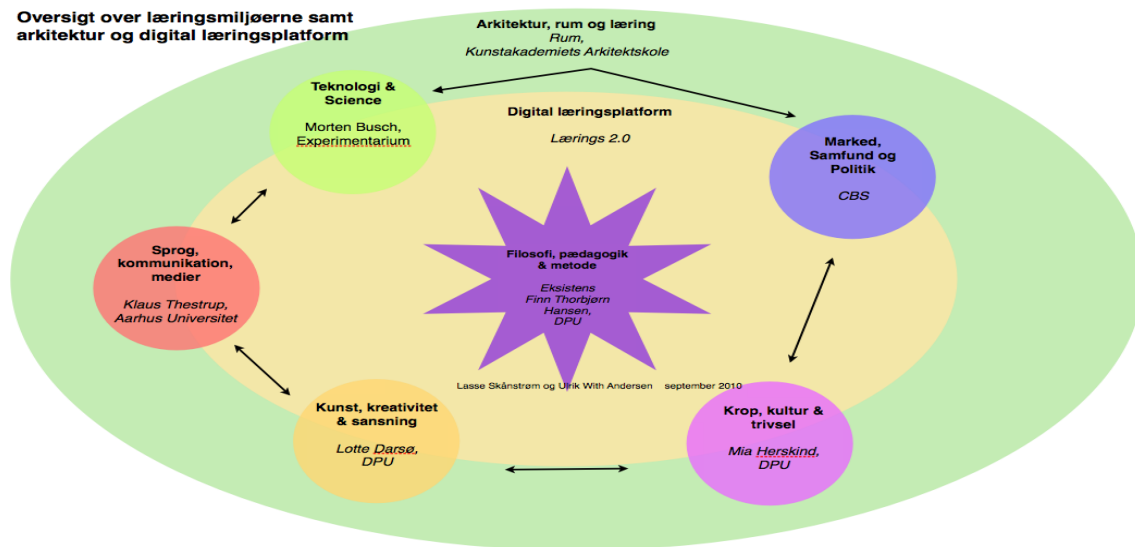 Oversigt over læringsmiljøerne samt
arkitektur og digital læringsplatform
Arkitektur, rum og læring
Rum,
Kunstakademiets Arkitektskole
Teknologi &
Science
Morten Busch,
Experimentarium
Digital læringsplatform
Lærings 2.0
Marked,
Samfund og
Politik
CBS
Sprog,
kommunikation,
medier
Klaus Thestrup,
Aarhus Universitet
Filosofi, pædagogik
& metode
Eksistens
Finn Thorbjørn
Hansen,
DPU
Lasse Skånstrøm og Ulrik With Andersen september 2010
Kunst, kreativitet
& sansning
Lotte Darsø,
DPU
Krop, kultur &
trivsel
Mia Herskind,
DPU